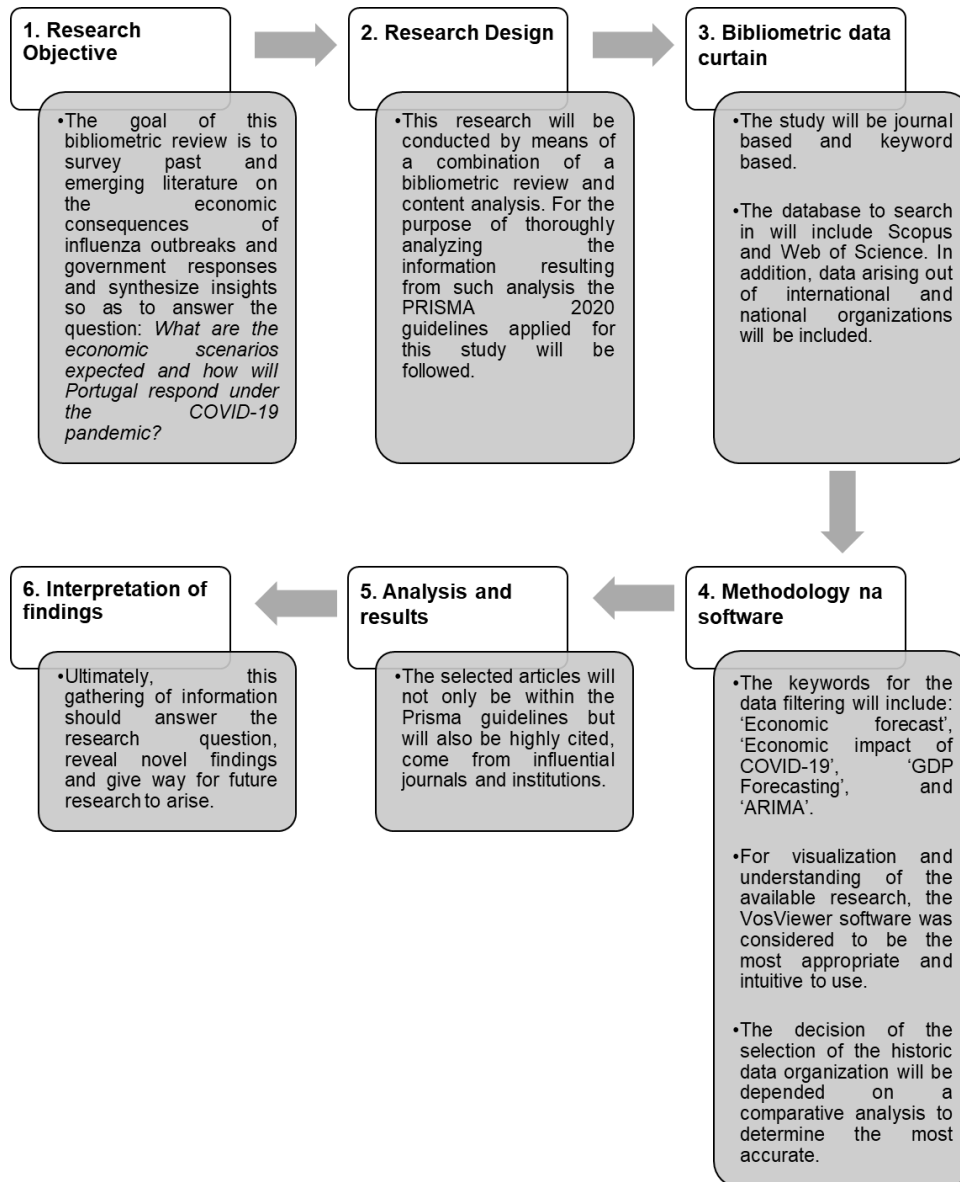 1. Research
Objective
•The goal of this
bibliometric review is to
survey past and
emerging literature on
the economic
consequences of
influenza outbreaks and
government responses
and synthesize insights
so as to answer the
question: What are the
economic scenarios
expected and how will
Portugal respond under
the COVID-19
pandemic?
2. Research Design
•This research will be
conducted by means of
a combination of a
bibliometric review and
content analysis. For the
purpose of thoroughly
analyzing the
information resulting
from such analysis the
PRISMA 2020
guidelines applied for
this study will be
followed.
3. Bibliometric data
curtain
•The study will be journal
based and keyword
based.
•The database to search
in will include Scopus
and Web of Science. In
addition, data arising out
of international and
national organizations
will be included.
4. Methodology na
software
•The keywords for the
data filtering will include:
‘Economic forecast’,
‘Economic impact of
COVID-19’, ‘GDP
Forecasting’, and
‘ARIMA’.
•For visualization and
understanding of the
available research, the
VosViewer software was
considered to be the
most appropriate and
intuitive to use.
•The decision of the
selection of the historic
data organization will be
depended on a
comparative analysis to
determine the most
accurate.
5. Analysis and
results
•The selected articles will
not only be within the
Prisma guidelines but
will also be highly cited,
come from influential
journals and institutions.
6. Interpretation of
findings
•Ultimately, this
gathering of information
should answer the
research question,
reveal novel findings
and give way for future
research to arise.